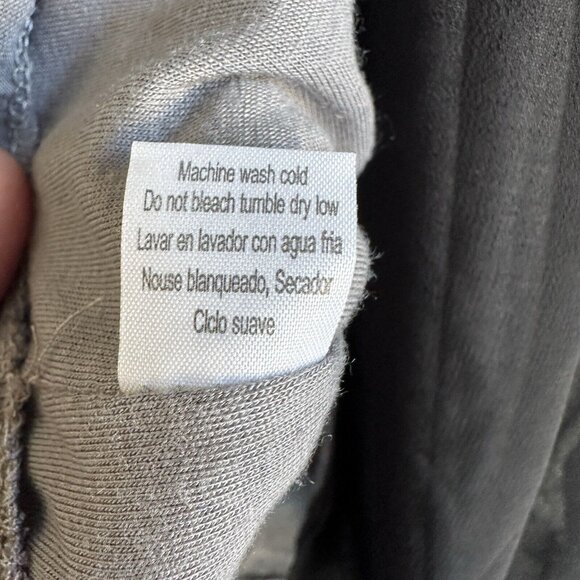 Machine wash cold
Do not bleach tumble dry low
Lavar en lavador con agua fria
Nouse blanqueado, Secador
Ciclo suave